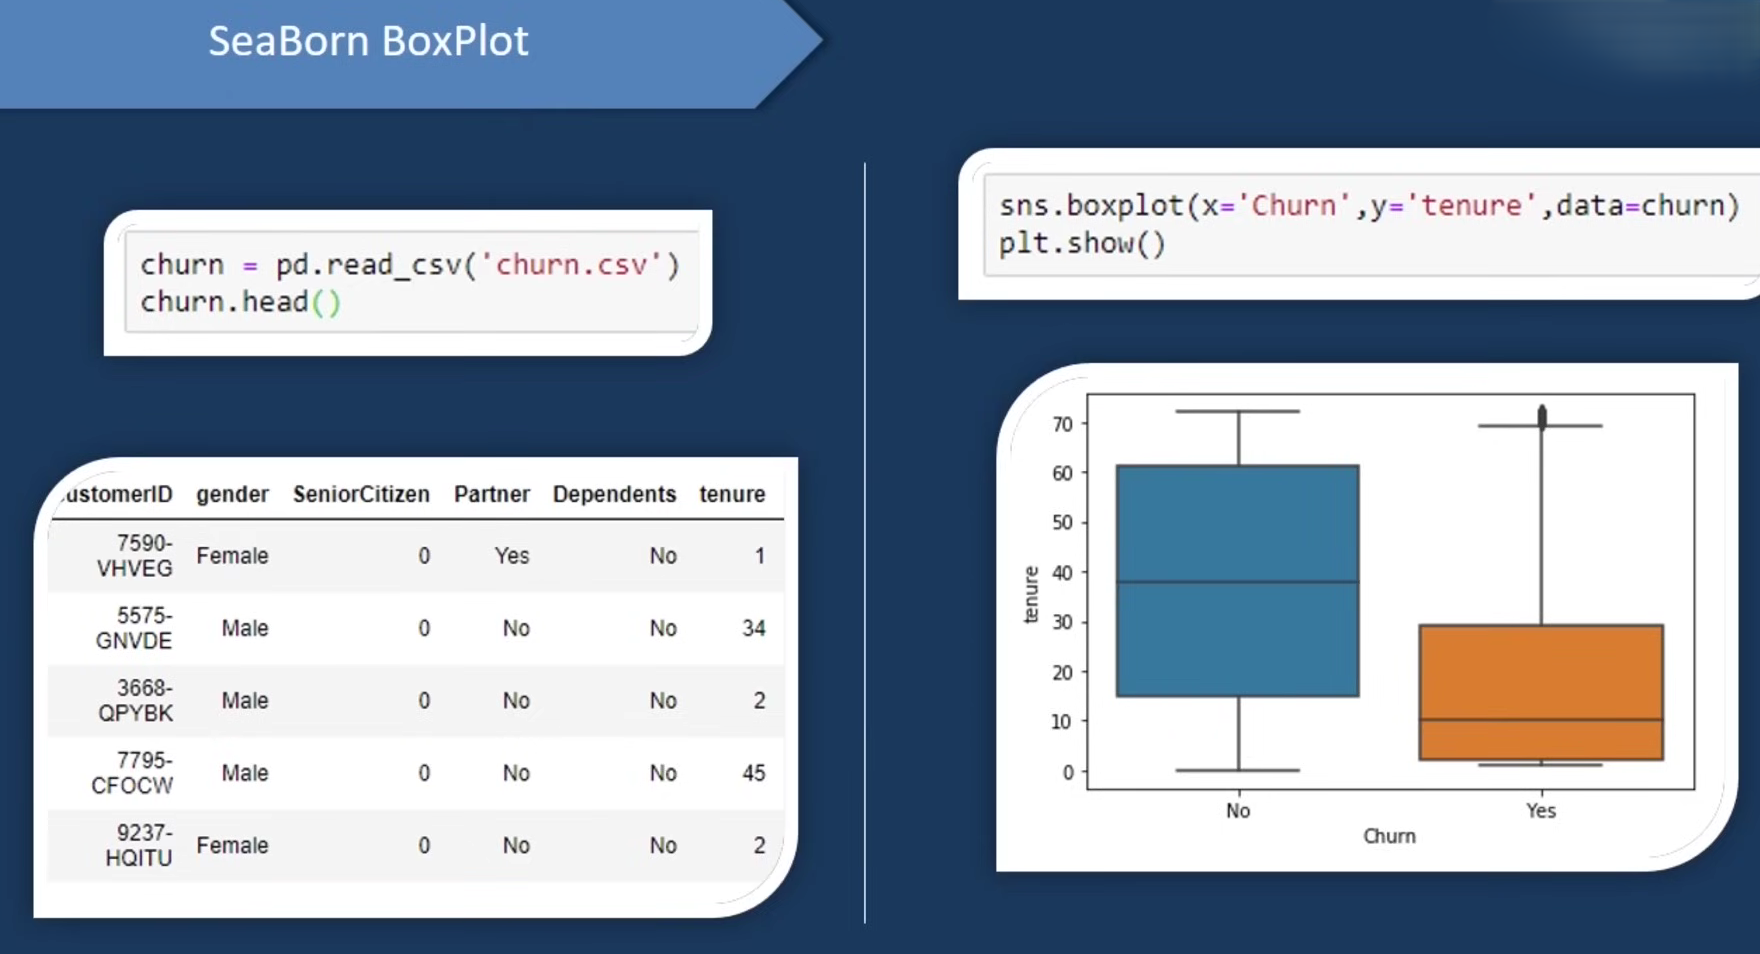 SeaBorn BoxPlot
churn = pd.read_csv('churn.csv')
churn.head()
ustomerID gender SeniorCitizen Partner Dependents tenure
7590-
VHVEG Female 0 Yes No 1
5575-
GNVDE Male 0 No No 34
3668-
QPYBK Male 0 No No 2
7795-
CFOCW Male 0 No No 45
9237-
HQITU Female 0 No No 2
sns.boxplot(x='Churn',y='tenure',data=churn)
plt.show()
70
60
50
40
30
20
10
0
tenure
No Yes
Churn